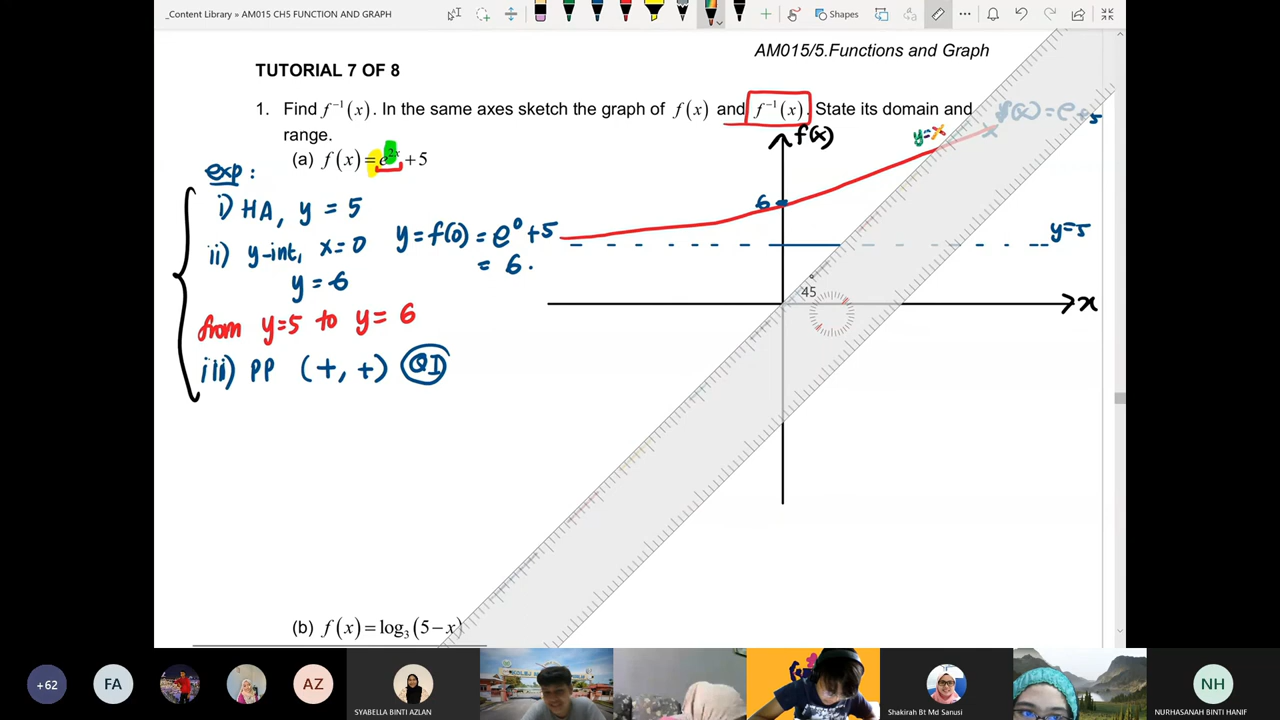 _Content Library » AM015 CH5 FUNCTION AND GRAPH
Shapes
AM015/5.Functions and Graph
TUTORIAL 7 OF 8
1. Find f⁻¹(x). In the same axes sketch the graph of f(x) and f⁻¹(x). State its domain and
range.
(a) f(x) = e²ˣ + 5
exp :
i) HA, y = 5
ii) y-int, x=0 y = f(0) = e⁰ + 5
y = 6 = 6.
from y=5 to y = 6
iii) PP (+, +) QI
f(x)
y=x
f(x) = e +5
6
y=5
45°
x
(b) f(x) = log₃(5−x)
+62
FA
AZ
SYABELLA BINTI AZLAN
Shakirah Bt Md Sanusi
NH
NURHASANAH BINTI HANIF